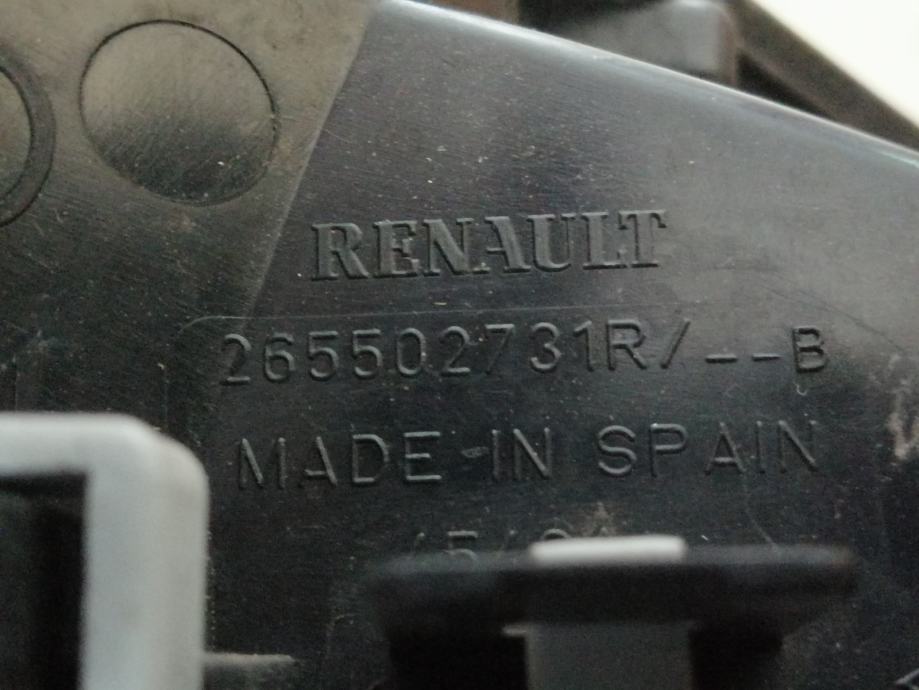 RENAULT
265502731R/--B
MADE IN SPAIN